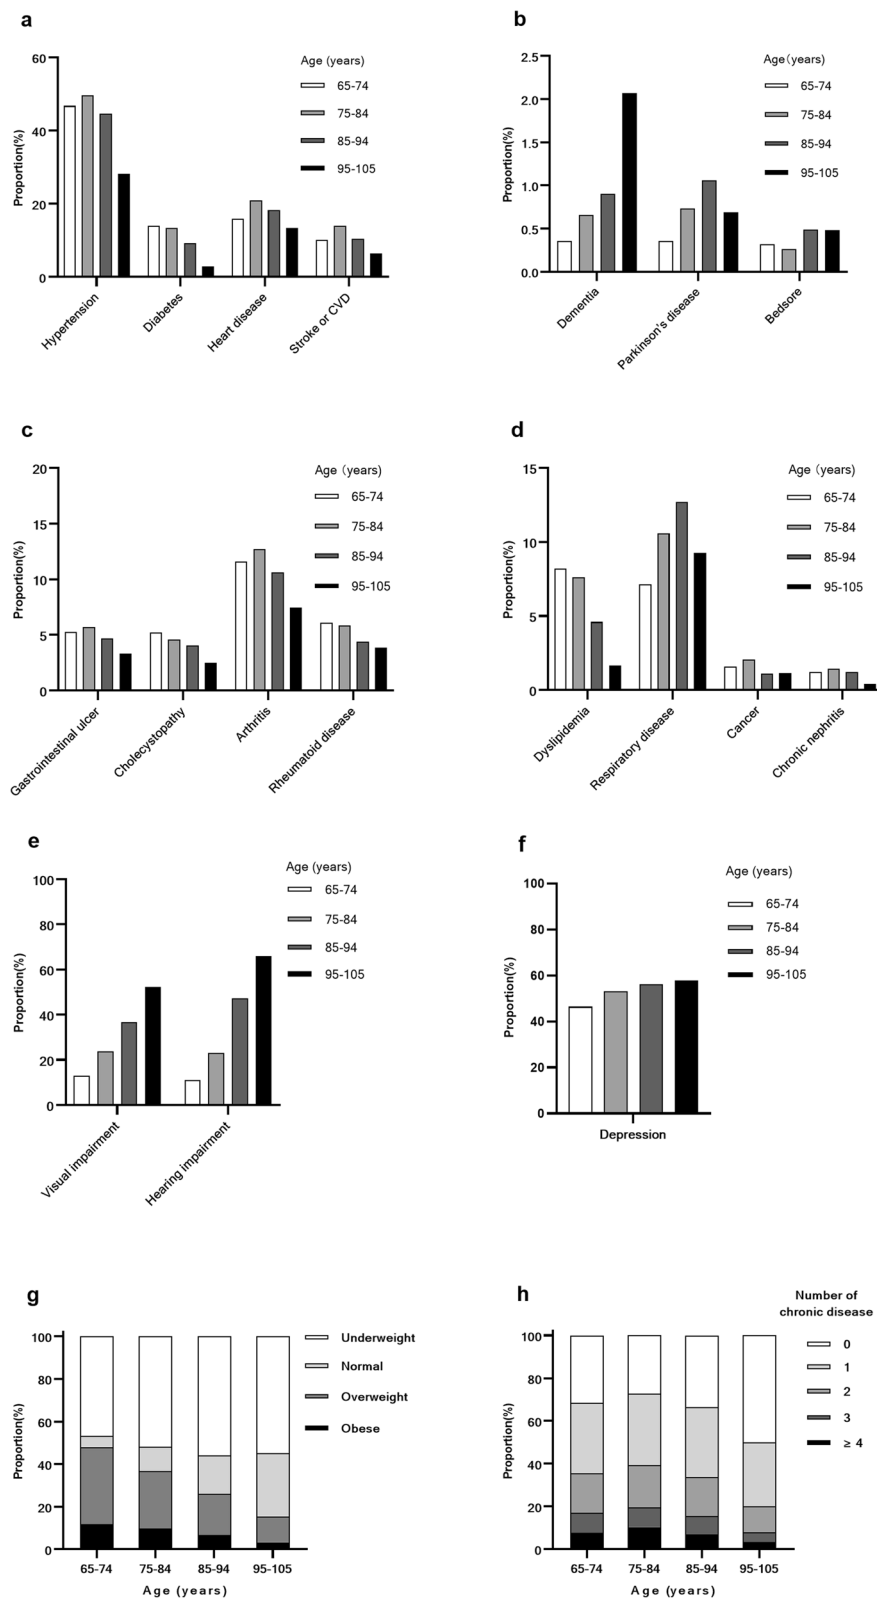 a
Age (years)
65-74
75-84
85-94
95-105
Proportion(%)
60
40
20
0
Hypertension
Diabetes
Heart disease
Stroke or CVD
b
Age(years)
65-74
75-84
85-94
95-105
Proportion(%)
2.5
2.0
1.5
1.0
0.5
0.0
Dementia
Parkinson's disease
Bedsore
c
Age (years)
65-74
75-84
85-94
95-105
Proportion(%)
20
15
10
5
0
Gastrointestinal ulcer
Cholecystopathy
Arthritis
Rheumatoid disease
d
Age (years)
65-74
75-84
85-94
95-105
Proportion(%)
15
10
5
0
Dyslipidemia
Respiratory disease
Cancer
Chronic nephritis
e
Age (years)
65-74
75-84
85-94
95-105
Proportion(%)
100
80
60
40
20
0
Visual impairment
Hearing impairment
f
Age (years)
65-74
75-84
85-94
95-105
Proportion(%)
100
80
60
40
20
0
Depression
g
Underweight
Normal
Overweight
Obese
Proportion(%)
100
80
60
40
20
0
65-74 75-84 85-94 95-105
Age (years)
h
Number of
chronic disease
0
1
2
3
≥ 4
Proportion(%)
100
80
60
40
20
0
65-74 75-84 85-94 95-105
Age (years)